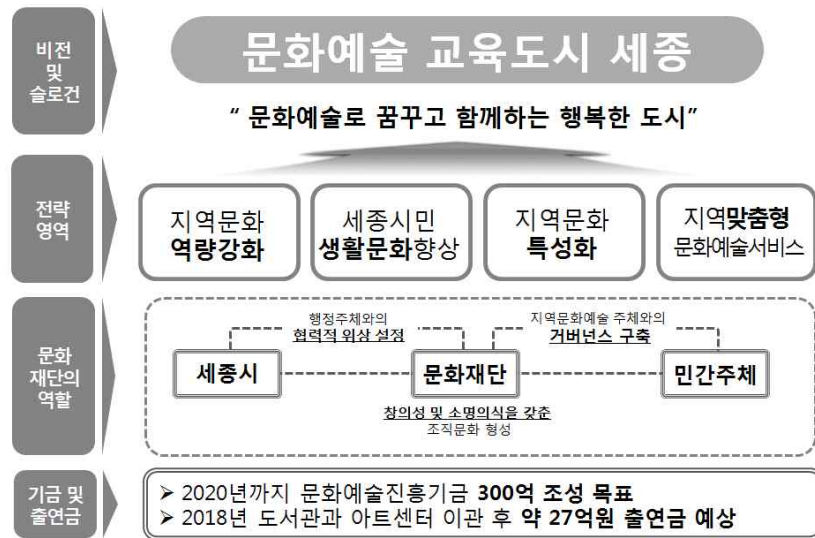 비전
및
슬로건
문화예술 교육도시 세종
“ 문화예술로 꿈꾸고 함께하는 행복한 도시”
전략
영역
지역문화
역량강화
세종시민
생활문화향상
지역문화
특성화
지역맞춤형
문화예술서비스
문화
재단의
역할
행정주체와의
협력적 위상 설정
지역문화예술 주체와의
거버넌스 구축
세종시
문화재단
민간주체
창의성 및 소명의식을 갖춘
조직문화 형성
기금 및
출연금
➢ 2020년까지 문화예술진흥기금 300억 조성 목표
➢ 2018년 도서관과 아트센터 이관 후 약 27억원 출연금 예상